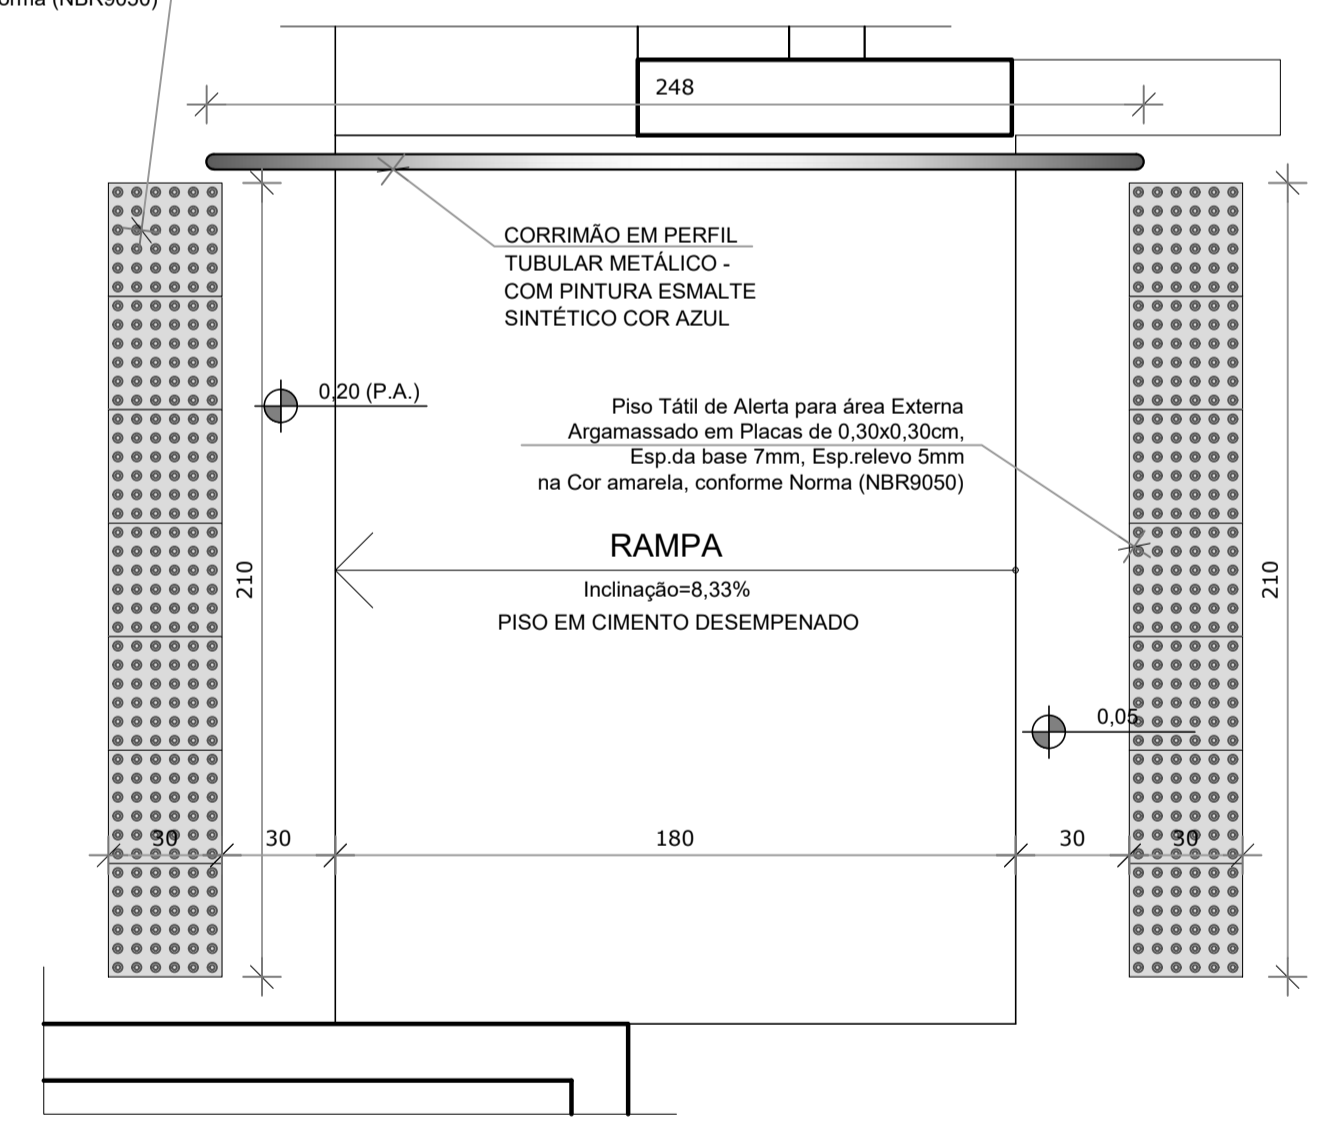 orma (NBR9050)
248
CORRIMÃO EM PERFIL
TUBULAR METÁLICO -
COM PINTURA ESMALTE
SINTÉTICO COR AZUL
0,20 (P.A.)
Piso Tátil de Alerta para área Externa
Argamassado em Placas de 0,30x0,30cm,
Esp.da base 7mm, Esp.relevo 5mm
na Cor amarela, conforme Norma (NBR9050)
RAMPA
Inclinação=8,33%
PISO EM CIMENTO DESEMPENADO
210
210
0,05
30
30
180
30
30